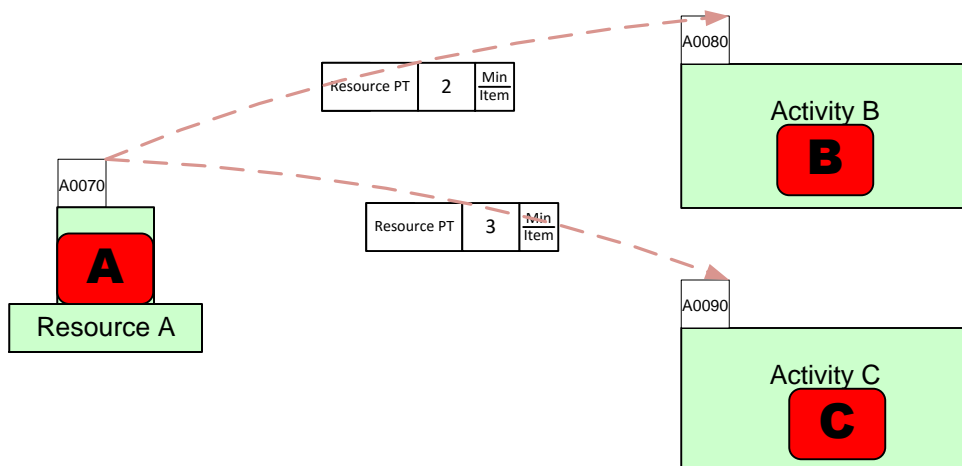 A0080
Resource PT 2 Min
Item
Activity B
B
A0070
Resource PT 3 Min
Item
A
Resource A
A0090
Activity C
C